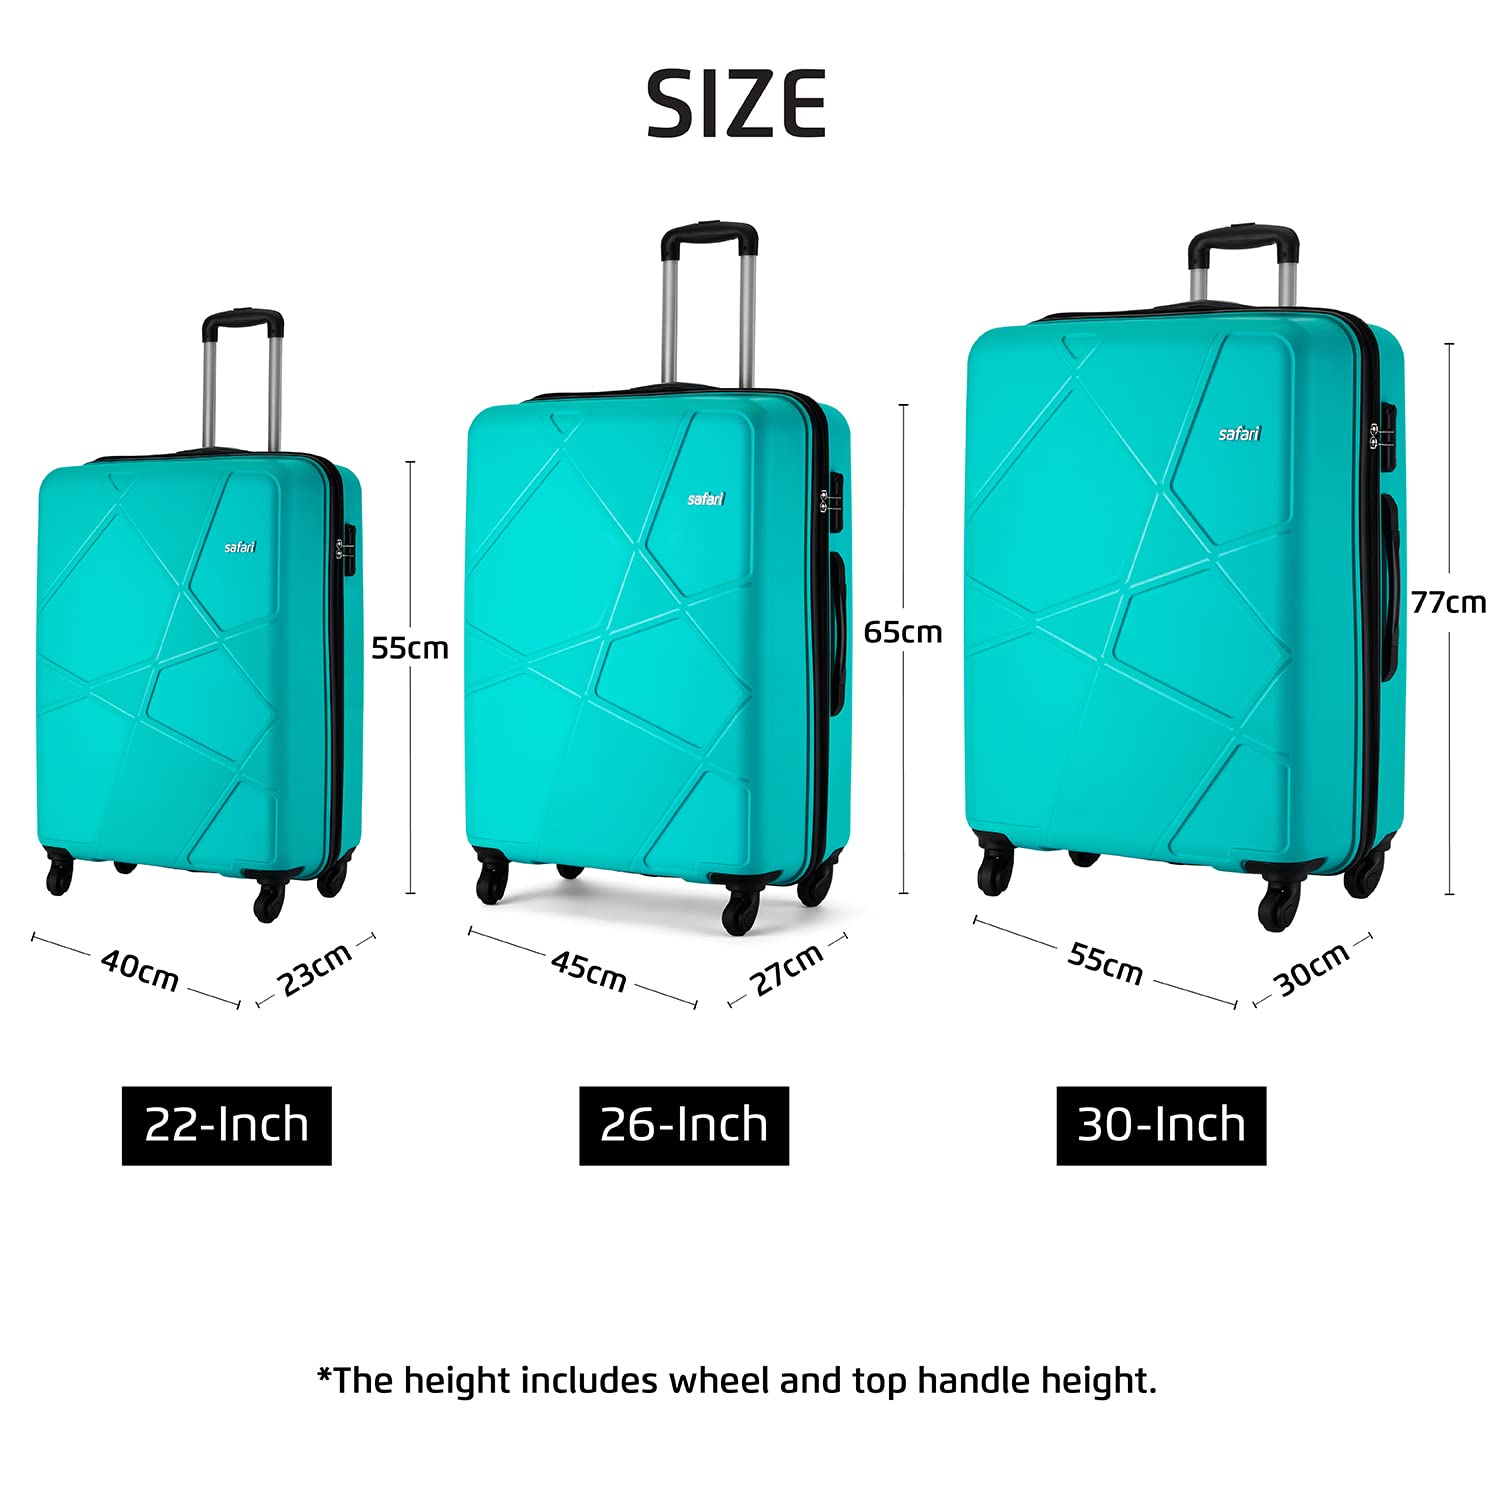 SIZE
safari
safari
safari
55cm
65cm
77cm
40cm
23cm
45cm
27cm
55cm
30cm
22-Inch
26-Inch
30-Inch
*The height includes wheel and top handle height.